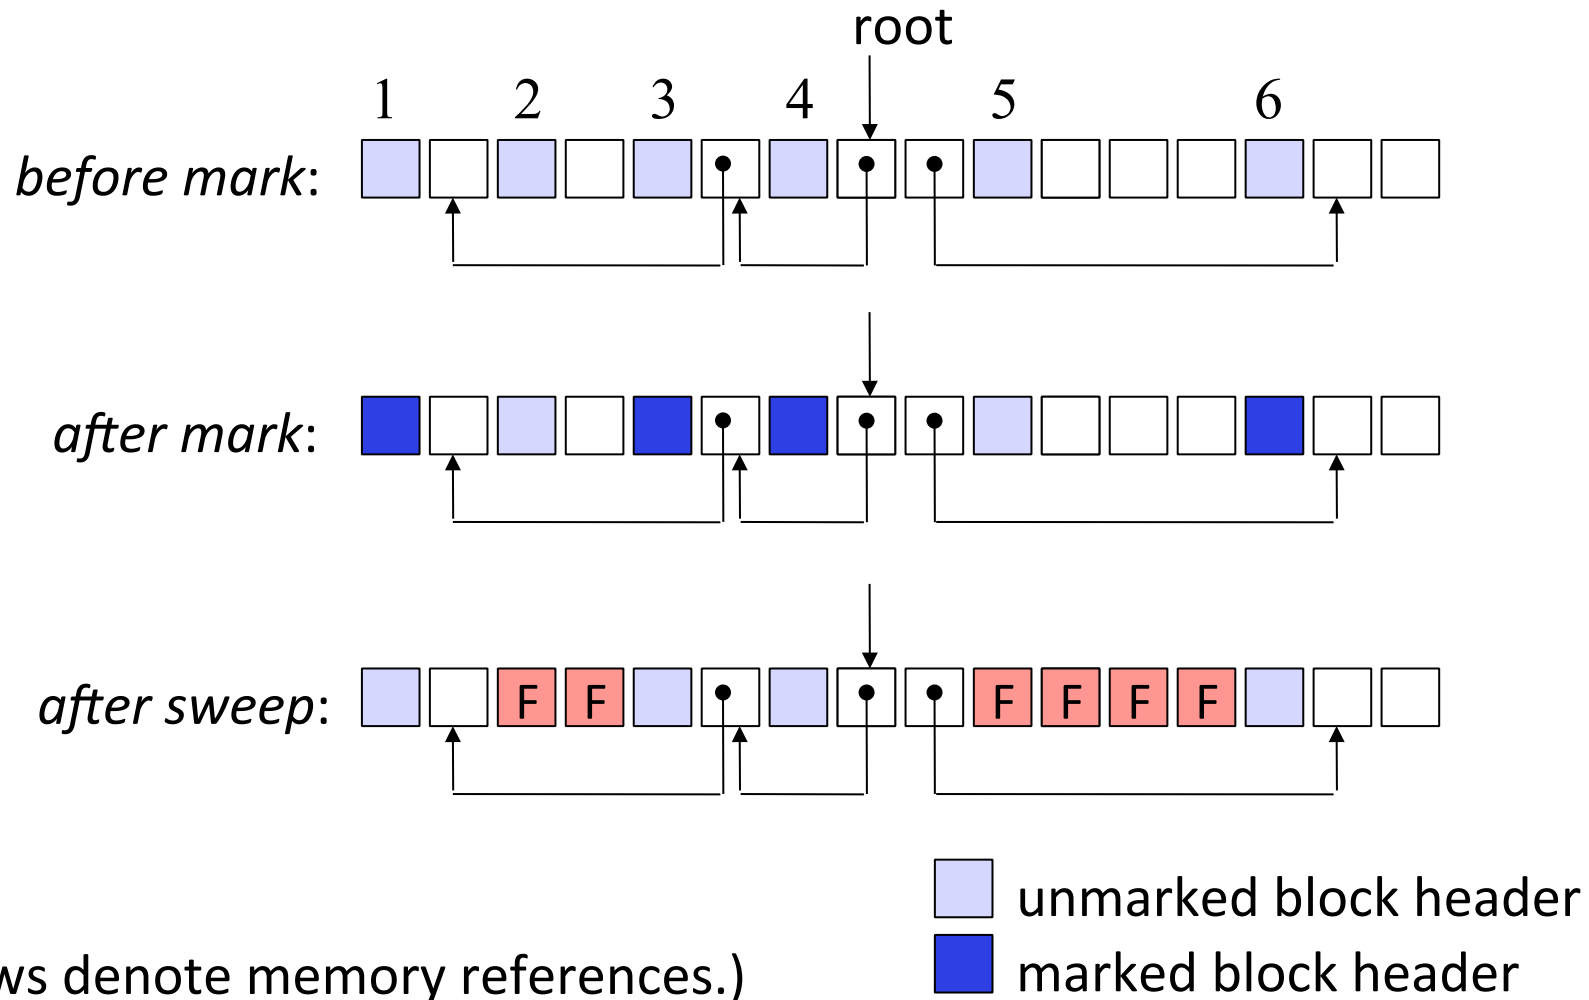 root
1 2 3 4 5 6
before mark:
after mark:
after sweep: F F F F F F
unmarked block header
ws denote memory references.)
marked block header